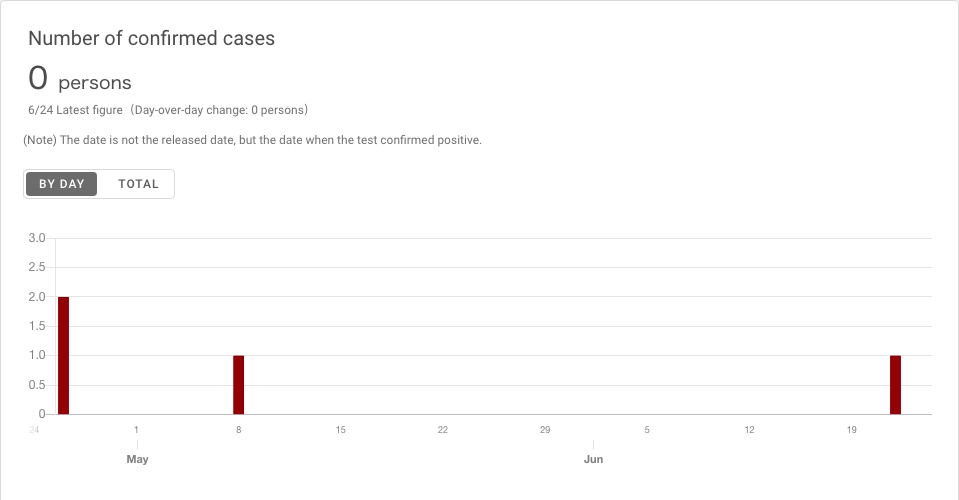 Number of confirmed cases
0 persons
6/24 Latest figure（Day-over-day change: 0 persons）
(Note) The date is not the released date, but the date when the test confirmed positive.
BY DAY TOTAL
3.0
2.5
2.0
1.5
1.0
0.5
0
24 1 8 15 22 29 5 12 19
May Jun